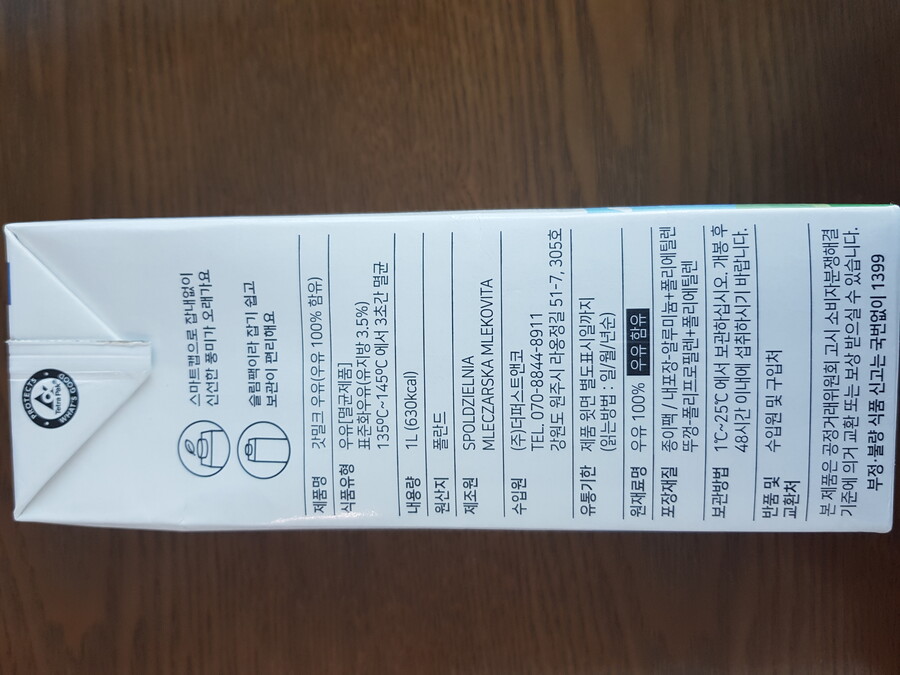 PROTECTS
Tetra Pak
WHAT'S GOOD
스마트캡으로 잡내없이
신선한 풍미가 오래가요
슬림팩이라 잡기 쉽고
보관이 편리해요
제품명 갓밀크 우유(우유 100% 함유)
식품유형 우유[멸균제품]
표준화우유(유지방 3.5%)
135℃~145℃ 에서 3초간 멸균
내용량 1L (630kcal)
원산지 폴란드
제조원 SPOLDZIELNIA
MLECZARSKA MLEKOVITA
수입원 (주)더퍼스트앤코
TEL. 070-8844-8911
강원도 원주시 라옹정길 51-7, 305호
유통기한 제품 윗면 별도표시일까지
(읽는방법 : 일/월/년순)
원재료명 우유 100% 우유 함유
포장재질 종이팩 / 내포장-알루미늄+폴리에틸렌
뚜껑-폴리프로필렌+폴리에틸렌
보관방법 1℃~25℃ 에서 보관하십시오. 개봉 후
48시간 이내에 섭취하시기 바랍니다.
반품 및 교환처 수입원 및 구입처
본 제품은 공정거래위원회 고시 소비자분쟁해결
기준에 의거 교환 또는 보상 받으실 수 있습니다.
부정·불량 식품 신고는 국번없이 1399